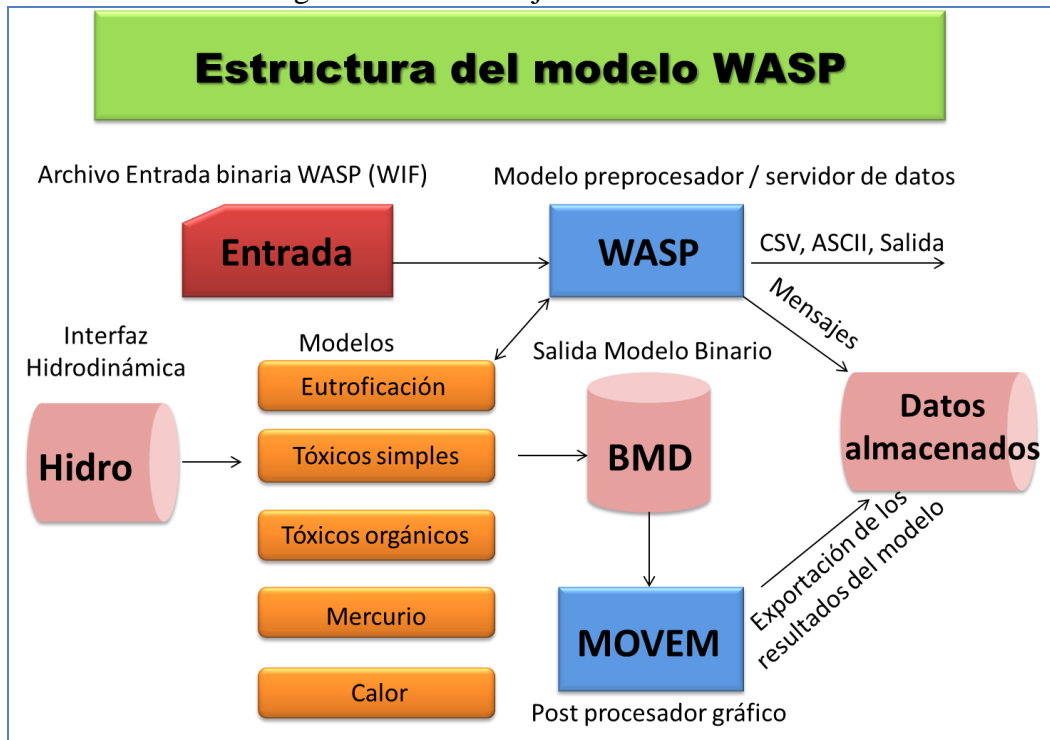 Estructura del modelo WASP
Archivo Entrada binaria WASP (WIF)
Modelo preprocesador / servidor de datos
Entrada
WASP
CSV, ASCII, Salida
Mensajes
Interfaz
Hidrodinámica
Modelos
Salida Modelo Binario
Eutroficación
Hidro
Tóxicos simples
BMD
Datos
almacenados
Tóxicos orgánicos
Mercurio
Calor
MOVEM
Exportación de los
resultados del modelo
Post procesador gráfico